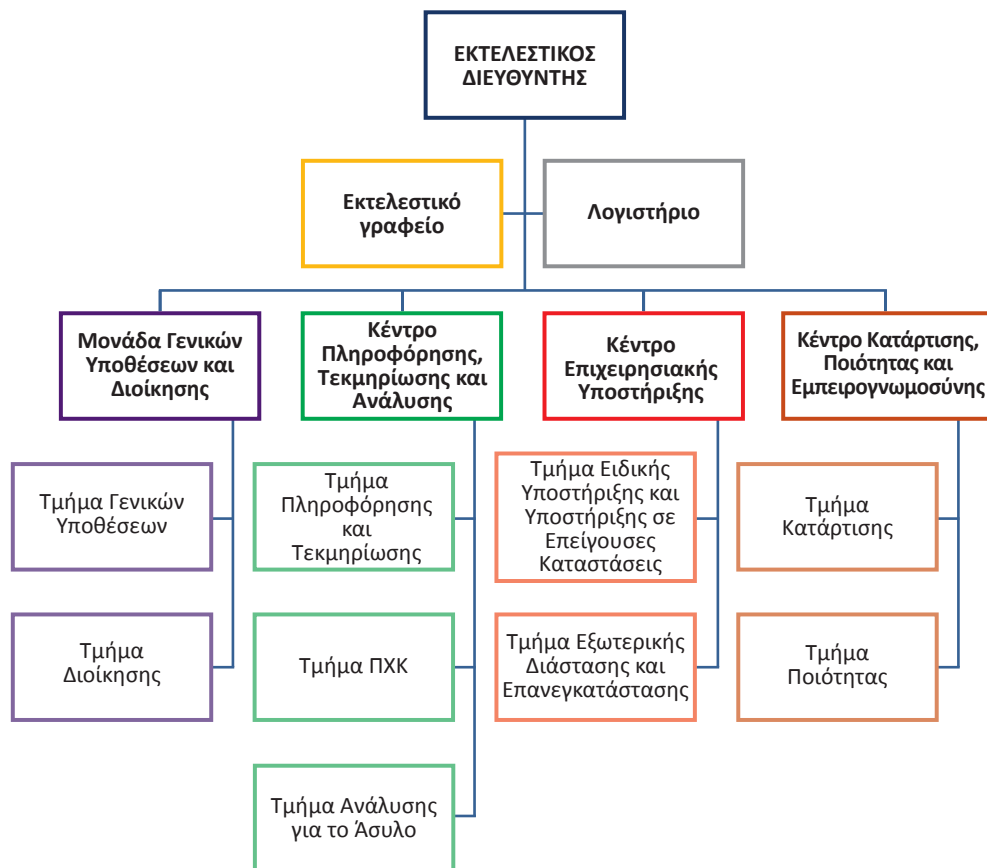 ΕΚΤΕΛΕΣΤΙΚΟΣ
ΔΙΕΥΘΥΝΤΗΣ
Εκτελεστικό
γραφείο
Λογιστήριο
Μονάδα Γενικών
Υποθέσεων και
Διοίκησης
Κέντρο
Πληροφόρησης,
Τεκμηρίωσης και
Ανάλυσης
Κέντρο
Επιχειρησιακής
Υποστήριξης
Κέντρο Κατάρτισης,
Ποιότητας και
Εμπειρογνωμοσύνης
Τμήμα Γενικών
Υποθέσεων
Τμήμα
Πληροφόρησης
και
Τεκμηρίωσης
Τμήμα Ειδικής
Υποστήριξης και
Υποστήριξης σε
Επείγουσες
Καταστάσεις
Τμήμα
Κατάρτισης
Τμήμα
Διοίκησης
Τμήμα ΠΧΚ
Τμήμα Εξωτερικής
Διάστασης και
Επανεγκατάστασης
Τμήμα
Ποιότητας
Τμήμα Ανάλυσης
για το Άσυλο